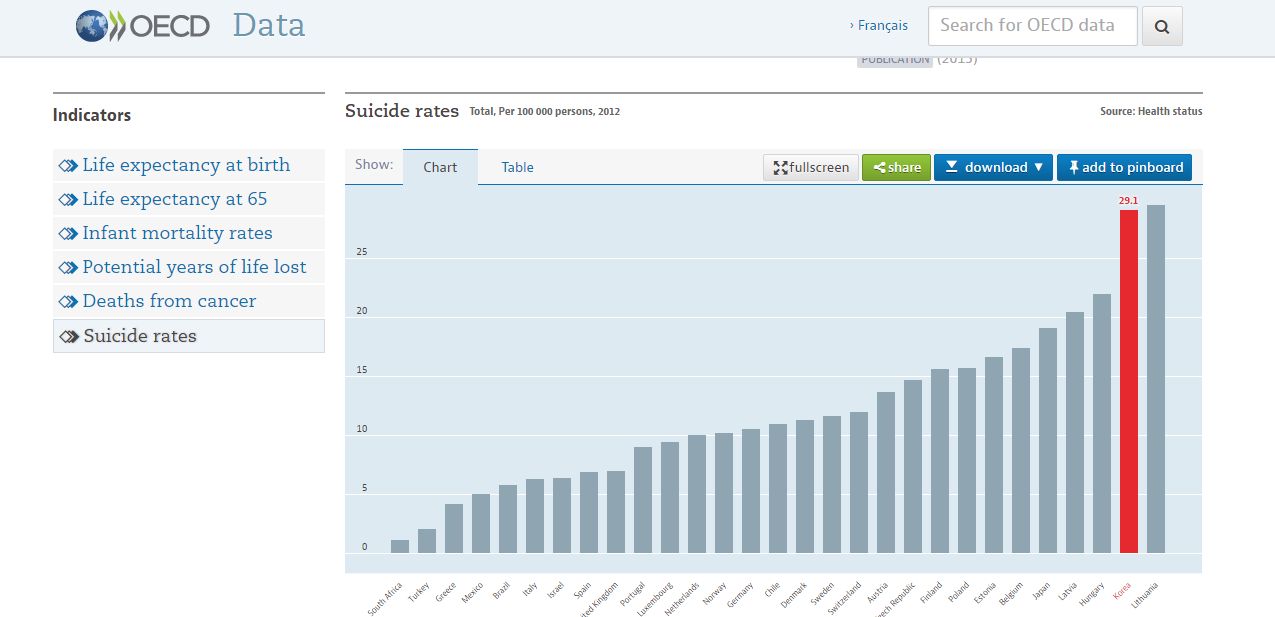 OECD Data
› Français
Search for OECD data
PUBLICATION (2015)
Indicators
Life expectancy at birth
Life expectancy at 65
Infant mortality rates
Potential years of life lost
Deaths from cancer
Suicide rates
Suicide rates Total, Per 100 000 persons, 2012
Source: Health status
Show: Chart Table
fullscreen share download ▼ add to pinboard
29.1
25
20
15
10
5
0
South Africa
Turkey
Greece
Mexico
Brazil
Italy
Israel
Spain
ted Kingdom
Portugal
Luxembourg
Netherlands
Norway
Germany
Chile
Denmark
Sweden
Switzerland
Austria
zech Republic
Finland
Poland
Estonia
Belgium
Japan
Latvia
Hungary
Korea
Lithuania